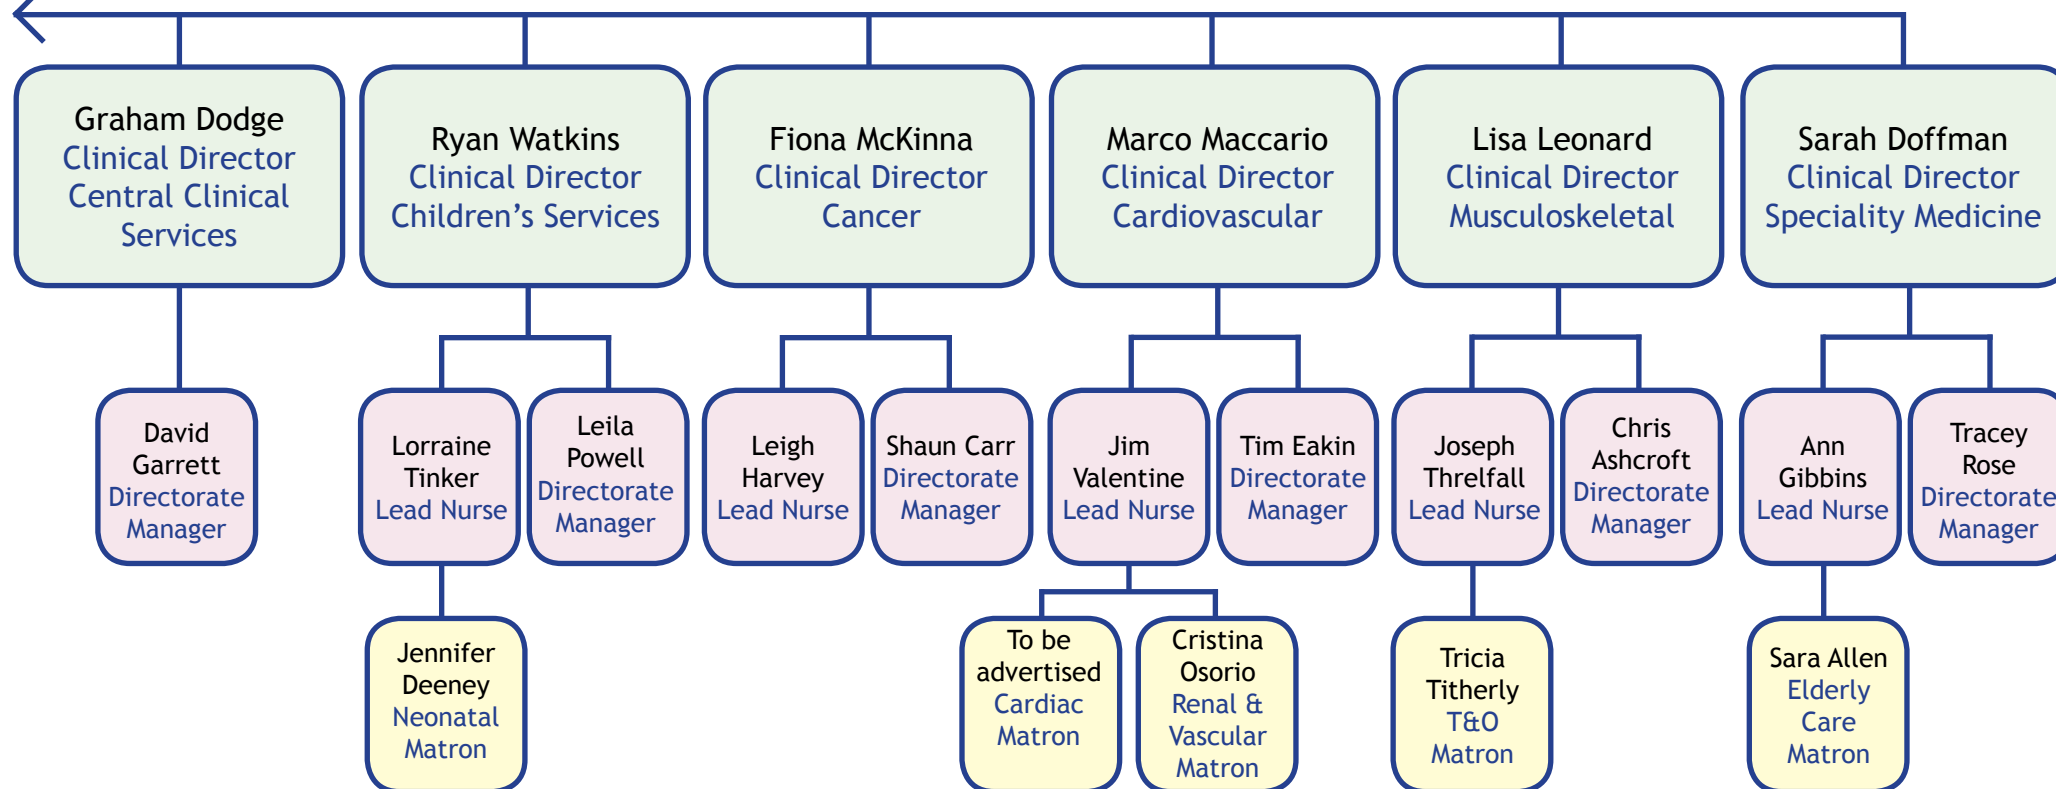 Graham Dodge
Clinical Director
Central Clinical
Services
Ryan Watkins
Clinical Director
Children’s Services
Fiona McKinna
Clinical Director
Cancer
Marco Maccario
Clinical Director
Cardiovascular
Lisa Leonard
Clinical Director
Musculoskeletal
Sarah Doffman
Clinical Director
Speciality Medicine
David
Garrett
Directorate
Manager
Lorraine
Tinker
Lead Nurse
Leila
Powell
Directorate
Manager
Leigh
Harvey
Lead Nurse
Shaun Carr
Directorate
Manager
Jim
Valentine
Lead Nurse
Tim Eakin
Directorate
Manager
Joseph
Threlfall
Lead Nurse
Chris
Ashcroft
Directorate
Manager
Ann
Gibbins
Lead Nurse
Tracey
Rose
Directorate
Manager
Jennifer
Deeney
Neonatal
Matron
To be
advertised
Cardiac
Matron
Cristina
Osorio
Renal &
Vascular
Matron
Tricia
Titherly
T&O
Matron
Sara Allen
Elderly
Care
Matron